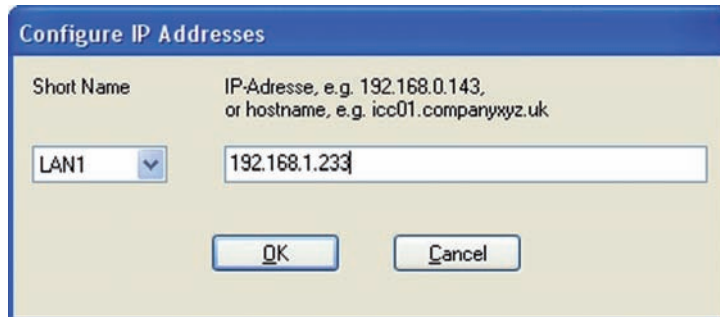 Configure IP Addresses
Short Name
IP-Adresse, e.g. 192.168.0.143,
or hostname, e.g. icc01.companyxyz.uk
LAN1
192.168.1.233
OK
Cancel